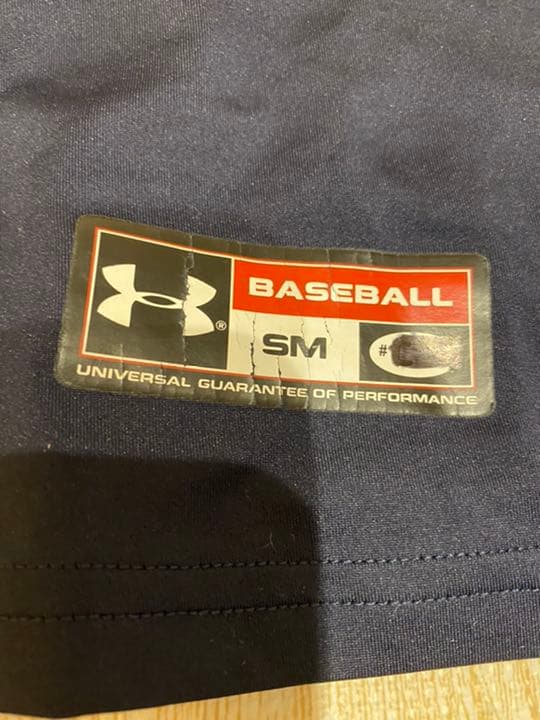 BASEBALL
®
SM
#
UNIVERSAL GUARANTEE OF PERFORMANCE